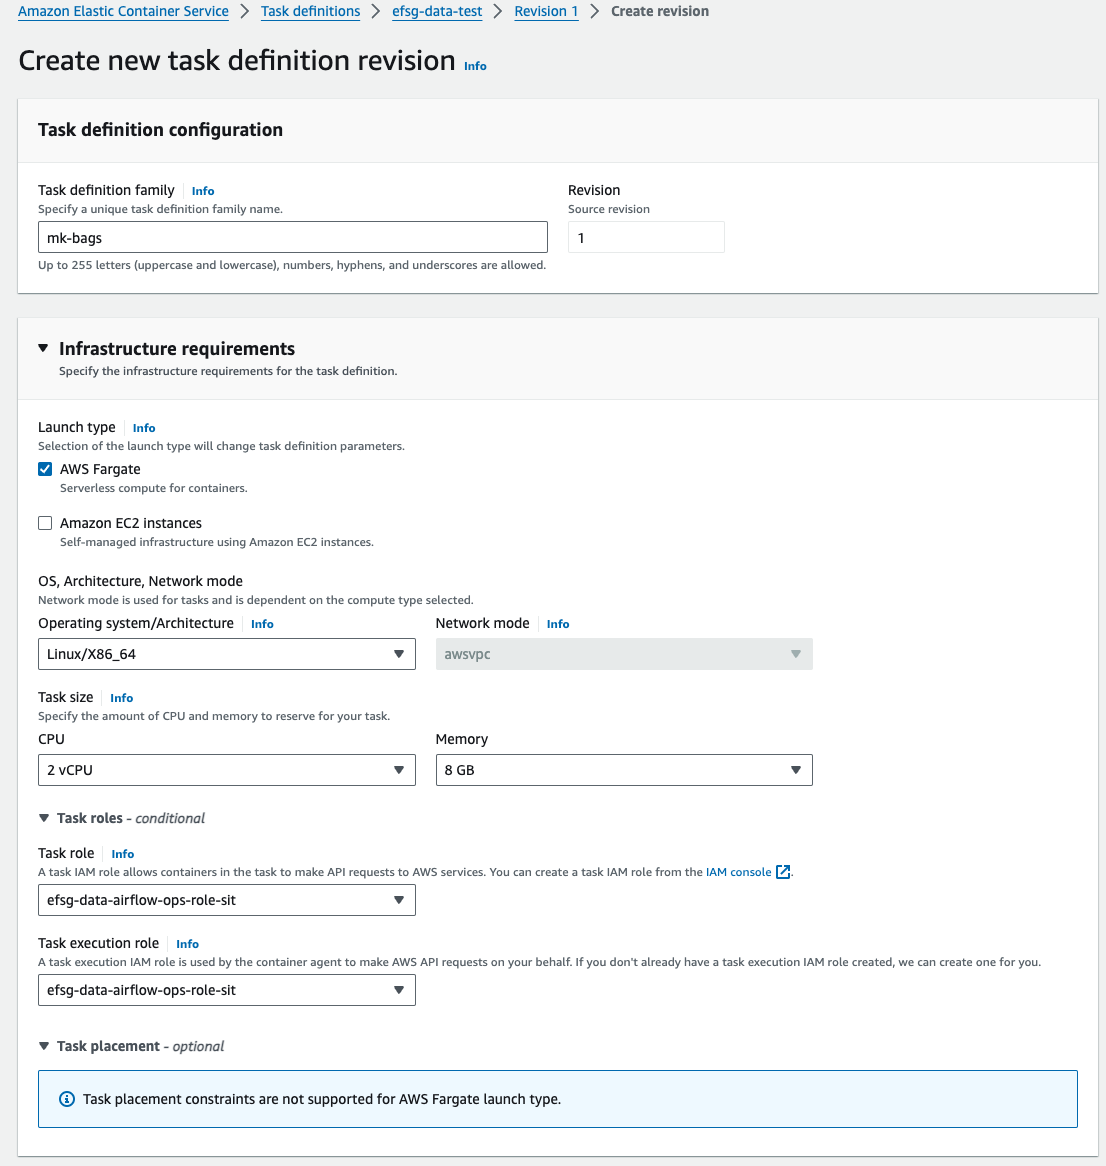 Amazon Elastic Container Service > Task definitions > efsg-data-test > Revision 1 > Create revision
Create new task definition revision Info
Task definition configuration
Task definition family Info
Specify a unique task definition family name.
mk-bags
Up to 255 letters (uppercase and lowercase), numbers, hyphens, and underscores are allowed.
Revision
Source revision
1
Infrastructure requirements
Specify the infrastructure requirements for the task definition.
Launch type Info
Selection of the launch type will change task definition parameters.
AWS Fargate
Serverless compute for containers.
Amazon EC2 instances
Self-managed infrastructure using Amazon EC2 instances.
OS, Architecture, Network mode
Network mode is used for tasks and is dependent on the compute type selected.
Operating system/Architecture Info
Linux/X86_64
Network mode Info
awsvpc
Task size Info
Specify the amount of CPU and memory to reserve for your task.
CPU
2 vCPU
Memory
8 GB
Task roles - conditional
Task role Info
A task IAM role allows containers in the task to make API requests to AWS services. You can create a task IAM role from the IAM console.
efsg-data-airflow-ops-role-sit
Task execution role Info
A task execution IAM role is used by the container agent to make AWS API requests on your behalf. If you don't already have a task execution IAM role created, we can create one for you.
efsg-data-airflow-ops-role-sit
Task placement - optional
Task placement constraints are not supported for AWS Fargate launch type.